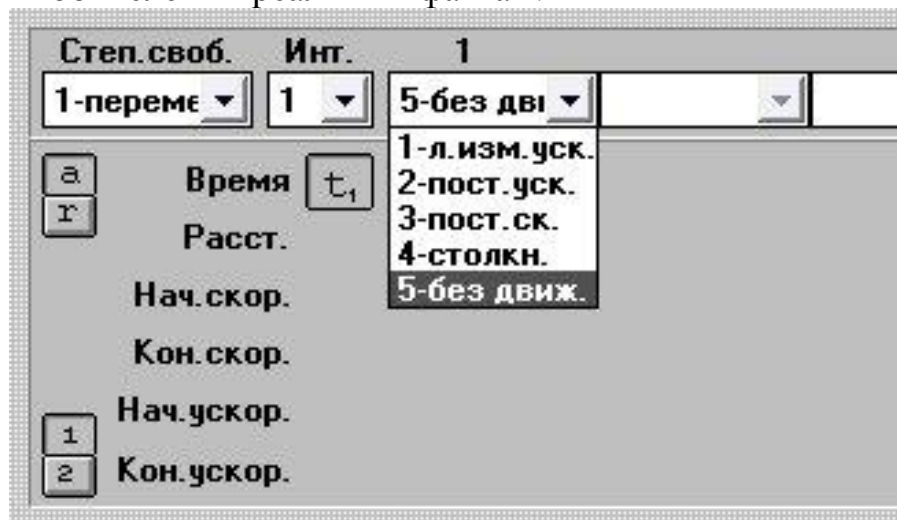 Степ.своб. Инт. 1
1-переме 1 5-без дві
1-л.изм.уск.
a Время t₁ 2-пост.уск.
r Расст. 3-пост.ск.
4-столкн.
Нач.скор. 5-без движ.
Кон.скор.
Нач.ускор.
1
2 Кон.ускор.